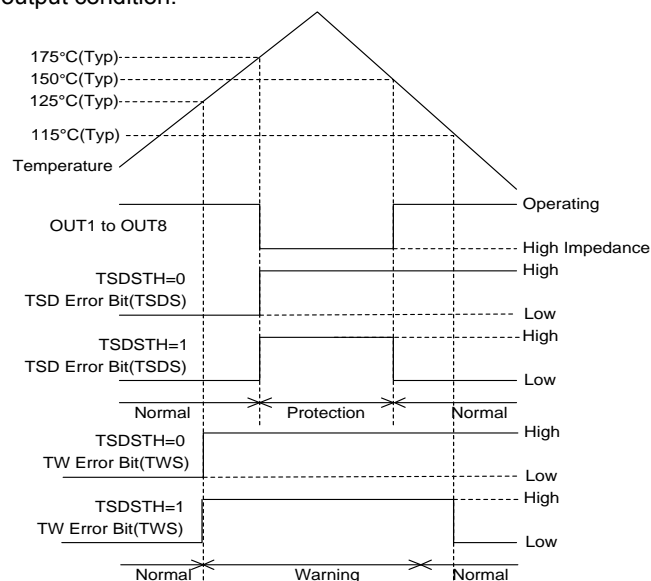 output condition.
175°C(Typ)
150°C(Typ)
125°C(Typ)
115°C(Typ)
Temperature
Operating
OUT1 to OUT8
High Impedance
TSDSTH=0
High
TSD Error Bit(TSDS)
Low
TSDSTH=1
High
TSD Error Bit(TSDS)
Low
Normal Protection Normal
TSDSTH=0
High
TW Error Bit(TWS)
Low
TSDSTH=1
High
TW Error Bit(TWS)
Low
Normal Warning Normal